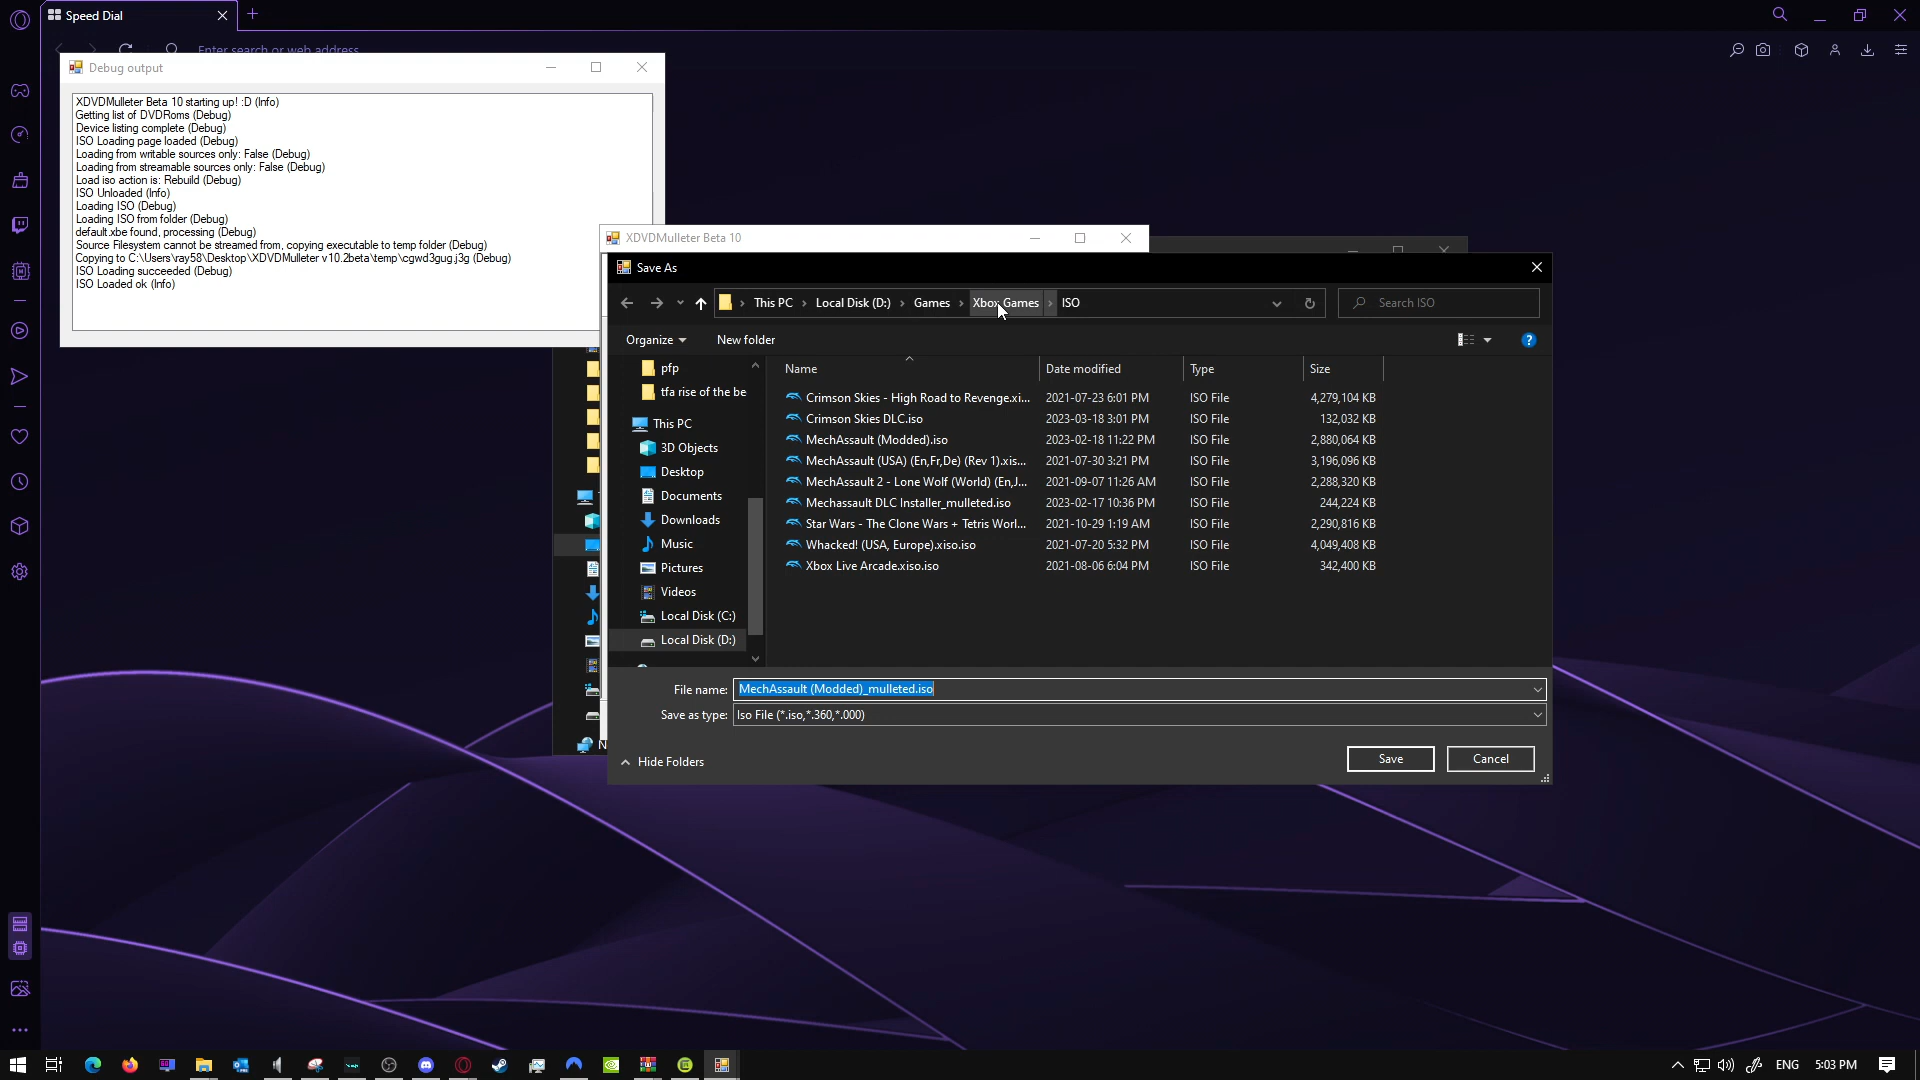 Speed Dial
Enter search or web address
Debug output
XDVDMulleter Beta 10 starting up! :D (Info)
Getting list of DVDRoms (Debug)
Device listing complete (Debug)
ISO Loading page loaded (Debug)
Loading from writable sources only: False (Debug)
Loading from streamable sources only: False (Debug)
Load iso action is: Rebuild (Debug)
ISO Unloaded (Info)
Loading ISO (Debug)
Loading ISO from folder (Debug)
default.xbe found, processing (Debug)
Source Filesystem cannot be streamed from, copying executable to temp folder (Debug)
Copying to C:\Users\ray58\Desktop\XDVDMulleter v10.2beta\temp\cgwd3gug.j3g (Debug)
ISO Loading succeeded (Debug)
ISO Loaded ok (Info)
XDVDMulleter Beta 10
Save As
This PC > Local Disk (D:) > Games > Xbox Games > ISO
Search ISO
Organize
New folder
pfp
tfa rise of the be
This PC
3D Objects
Desktop
Documents
Downloads
Music
Pictures
Videos
Local Disk (C:)
Local Disk (D:)
Name Date modified Type Size
Crimson Skies - High Road to Revenge.xi... 2021-07-23 6:01 PM ISO File 4,279,104 KB
Crimson Skies DLC.iso 2023-03-18 3:01 PM ISO File 132,032 KB
MechAssault (Modded).iso 2023-02-18 11:22 PM ISO File 2,880,064 KB
MechAssault (USA) (En,Fr,De) (Rev 1).xis... 2021-07-30 3:21 PM ISO File 3,196,096 KB
MechAssault 2 - Lone Wolf (World) (En,J... 2021-09-07 11:26 AM ISO File 2,288,320 KB
Mechassault DLC Installer_mulleted.iso 2023-02-17 10:36 PM ISO File 244,224 KB
Star Wars - The Clone Wars + Tetris Worl... 2021-10-29 1:19 AM ISO File 2,290,816 KB
Whacked! (USA, Europe).xiso.iso 2021-07-20 5:32 PM ISO File 4,049,408 KB
Xbox Live Arcade.xiso.iso 2021-08-06 6:04 PM ISO File 342,400 KB
File name: MechAssault (Modded)_mulleted.iso
Save as type: Iso File (*.iso,*.360,*.000)
N
Hide Folders
Save
Cancel
ENG
5:03 PM